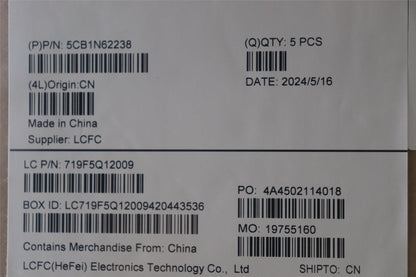 (P)P/N: 5CB1N62238
(Q)QTY: 5 PCS
(4L)Origin:CN
DATE: 2024/5/16
Made in China
Supplier: LCFC
LC P/N: 719F5Q12009
PO: 4A4502114018
BOX ID: LC719F5Q12009420443536
MO: 19755160
Contains Merchandise From: China
LCFC(HeFei) Electronics Technology Co., Ltd
SHIPTO: CN